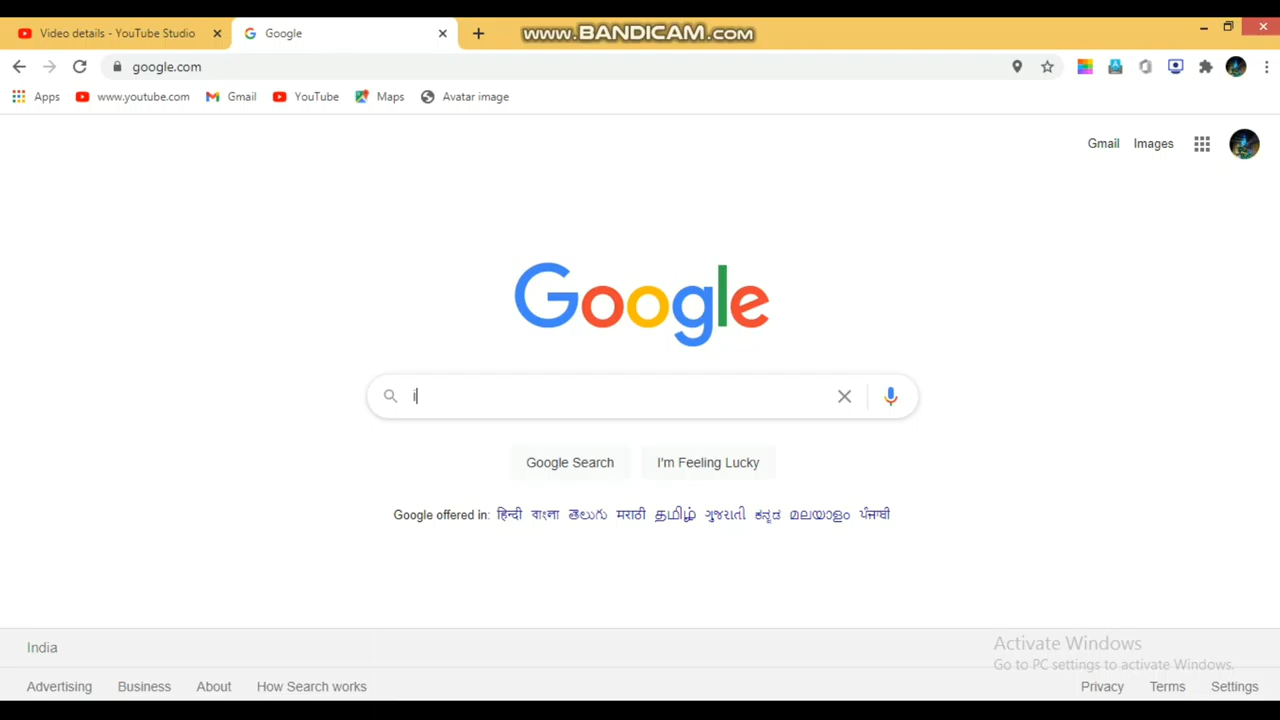 www.BANDICAM.com
Video details - YouTube Studio
Google
google.com
Apps www.youtube.com Gmail YouTube Maps Avatar image
Gmail Images
Google
i
Google Search I'm Feeling Lucky
Google offered in: हिन्दी বাংলা తెలుగు मराठी தமிழ் ગુજરાતી ಕನ್ನಡ മലയാളം ਪੰਜਾਬੀ
India
Activate Windows
Go to PC settings to activate Windows.
Advertising Business About How Search works
Privacy Terms Settings